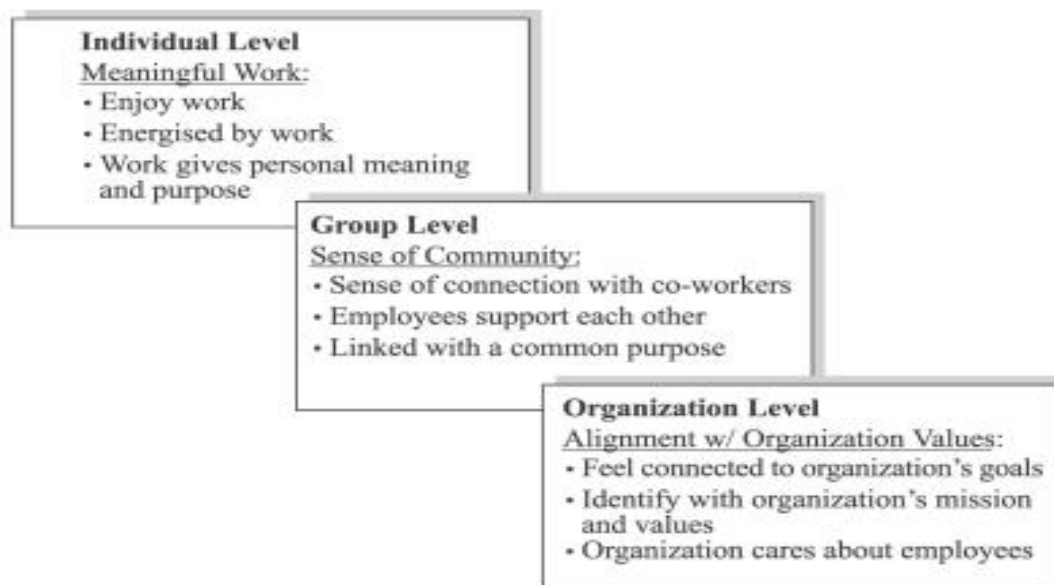 Individual Level
Meaningful Work:
• Enjoy work
• Energised by work
• Work gives personal meaning
and purpose
Group Level
Sense of Community:
• Sense of connection with co-workers
• Employees support each other
• Linked with a common purpose
Organization Level
Alignment w/ Organization Values:
• Feel connected to organization's goals
• Identify with organization's mission
and values
• Organization cares about employees